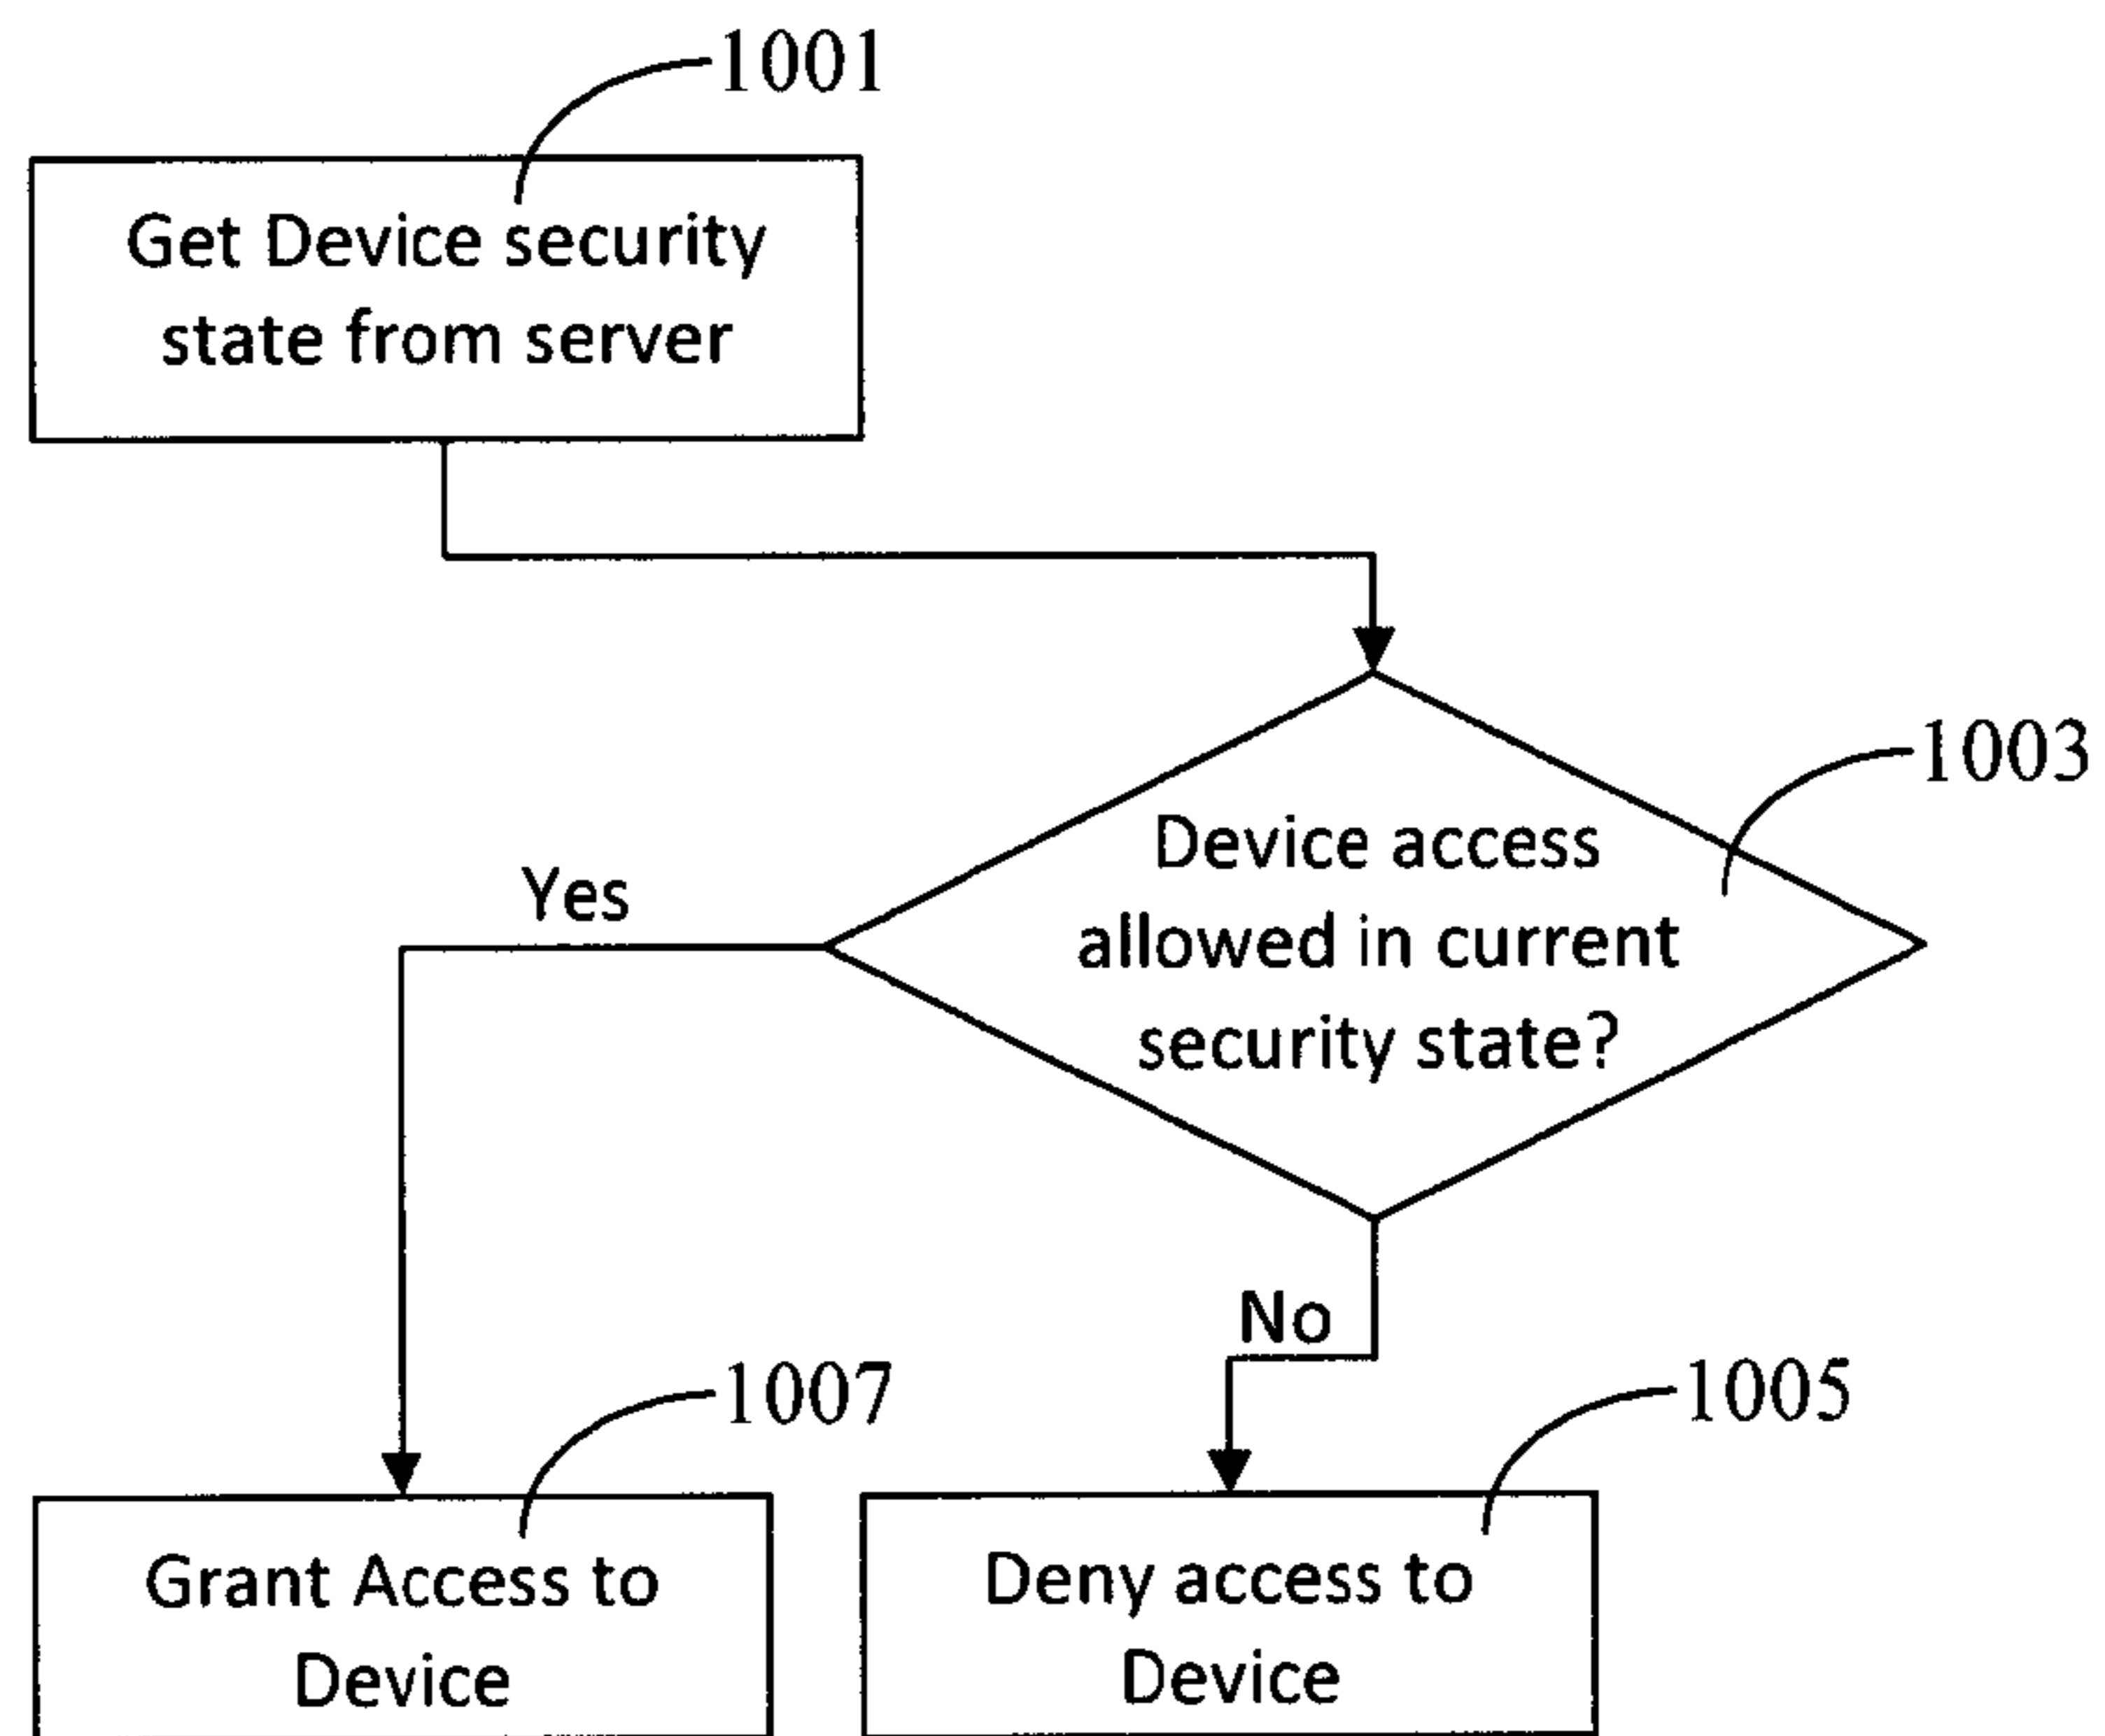 1001
Get Device security
state from server
1003
Device access
allowed in current
security state?
Yes
No
1007
1005
Grant Access to
Device
Deny access to
Device